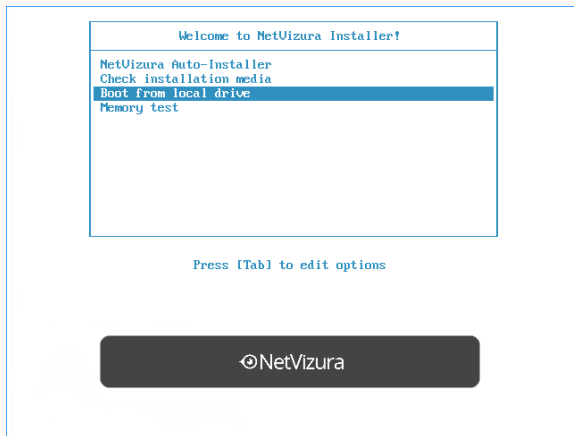 Welcome to NetVizura Installer!
NetVizura Auto-Installer
Check installation media
Boot from local drive
Memory test
Press [Tab] to edit options
NetVizura